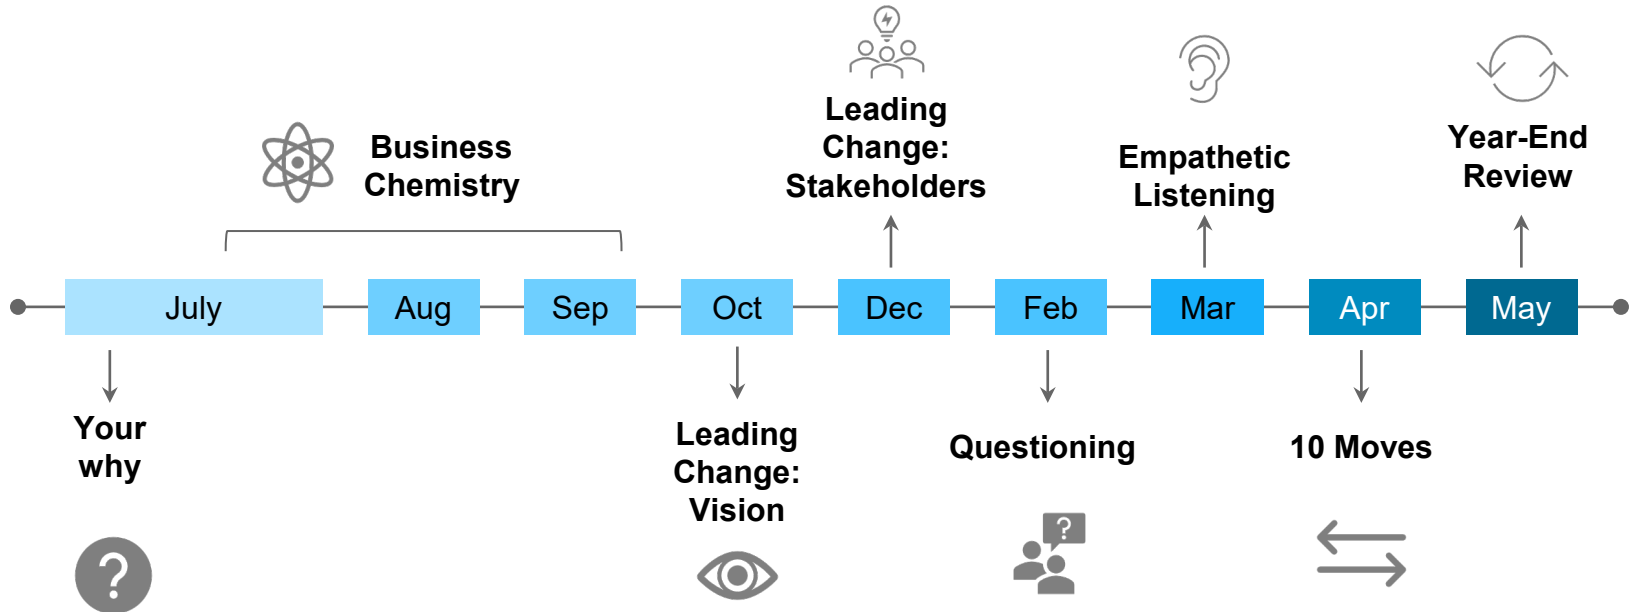 Business
Chemistry
Leading
Change:
Stakeholders
Empathetic
Listening
Year-End
Review
July
Aug
Sep
Oct
Dec
Feb
Mar
Apr
May
Your
why
Leading
Change:
Vision
Questioning
10 Moves
?
?